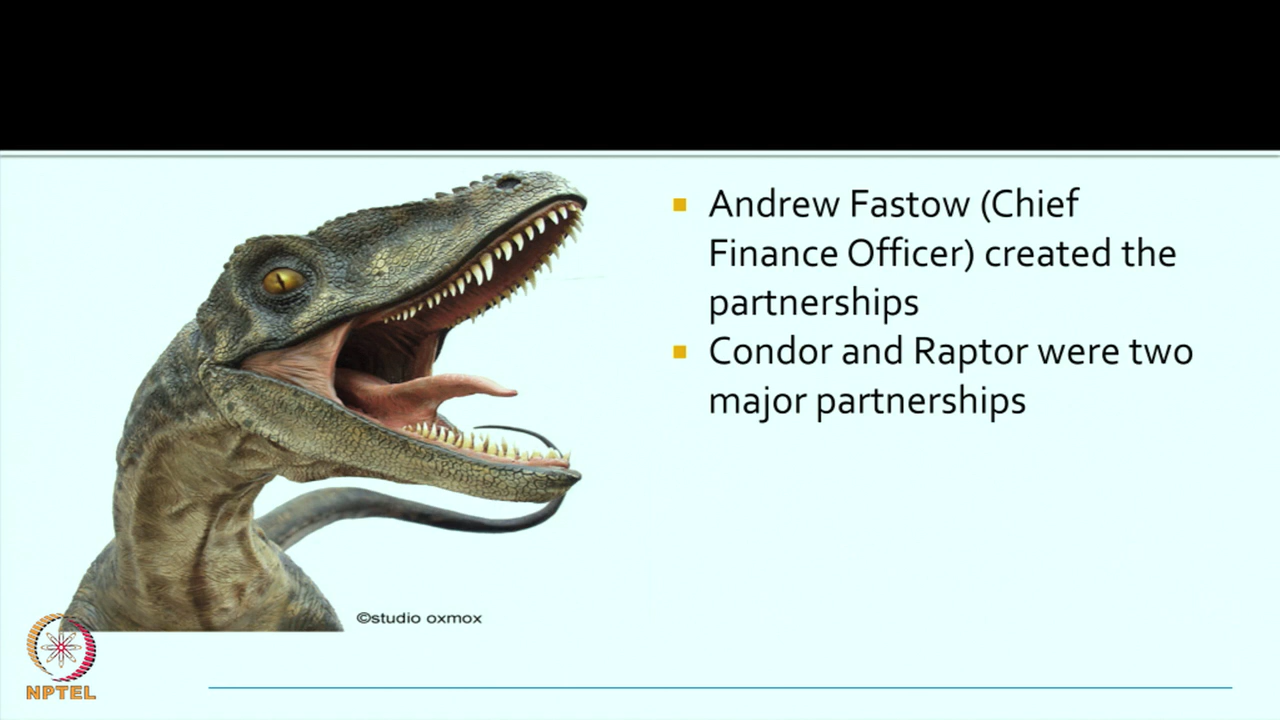 Andrew Fastow (Chief
Finance Officer) created the
partnerships
Condor and Raptor were two
major partnerships
©studio oxmox
NPTEL